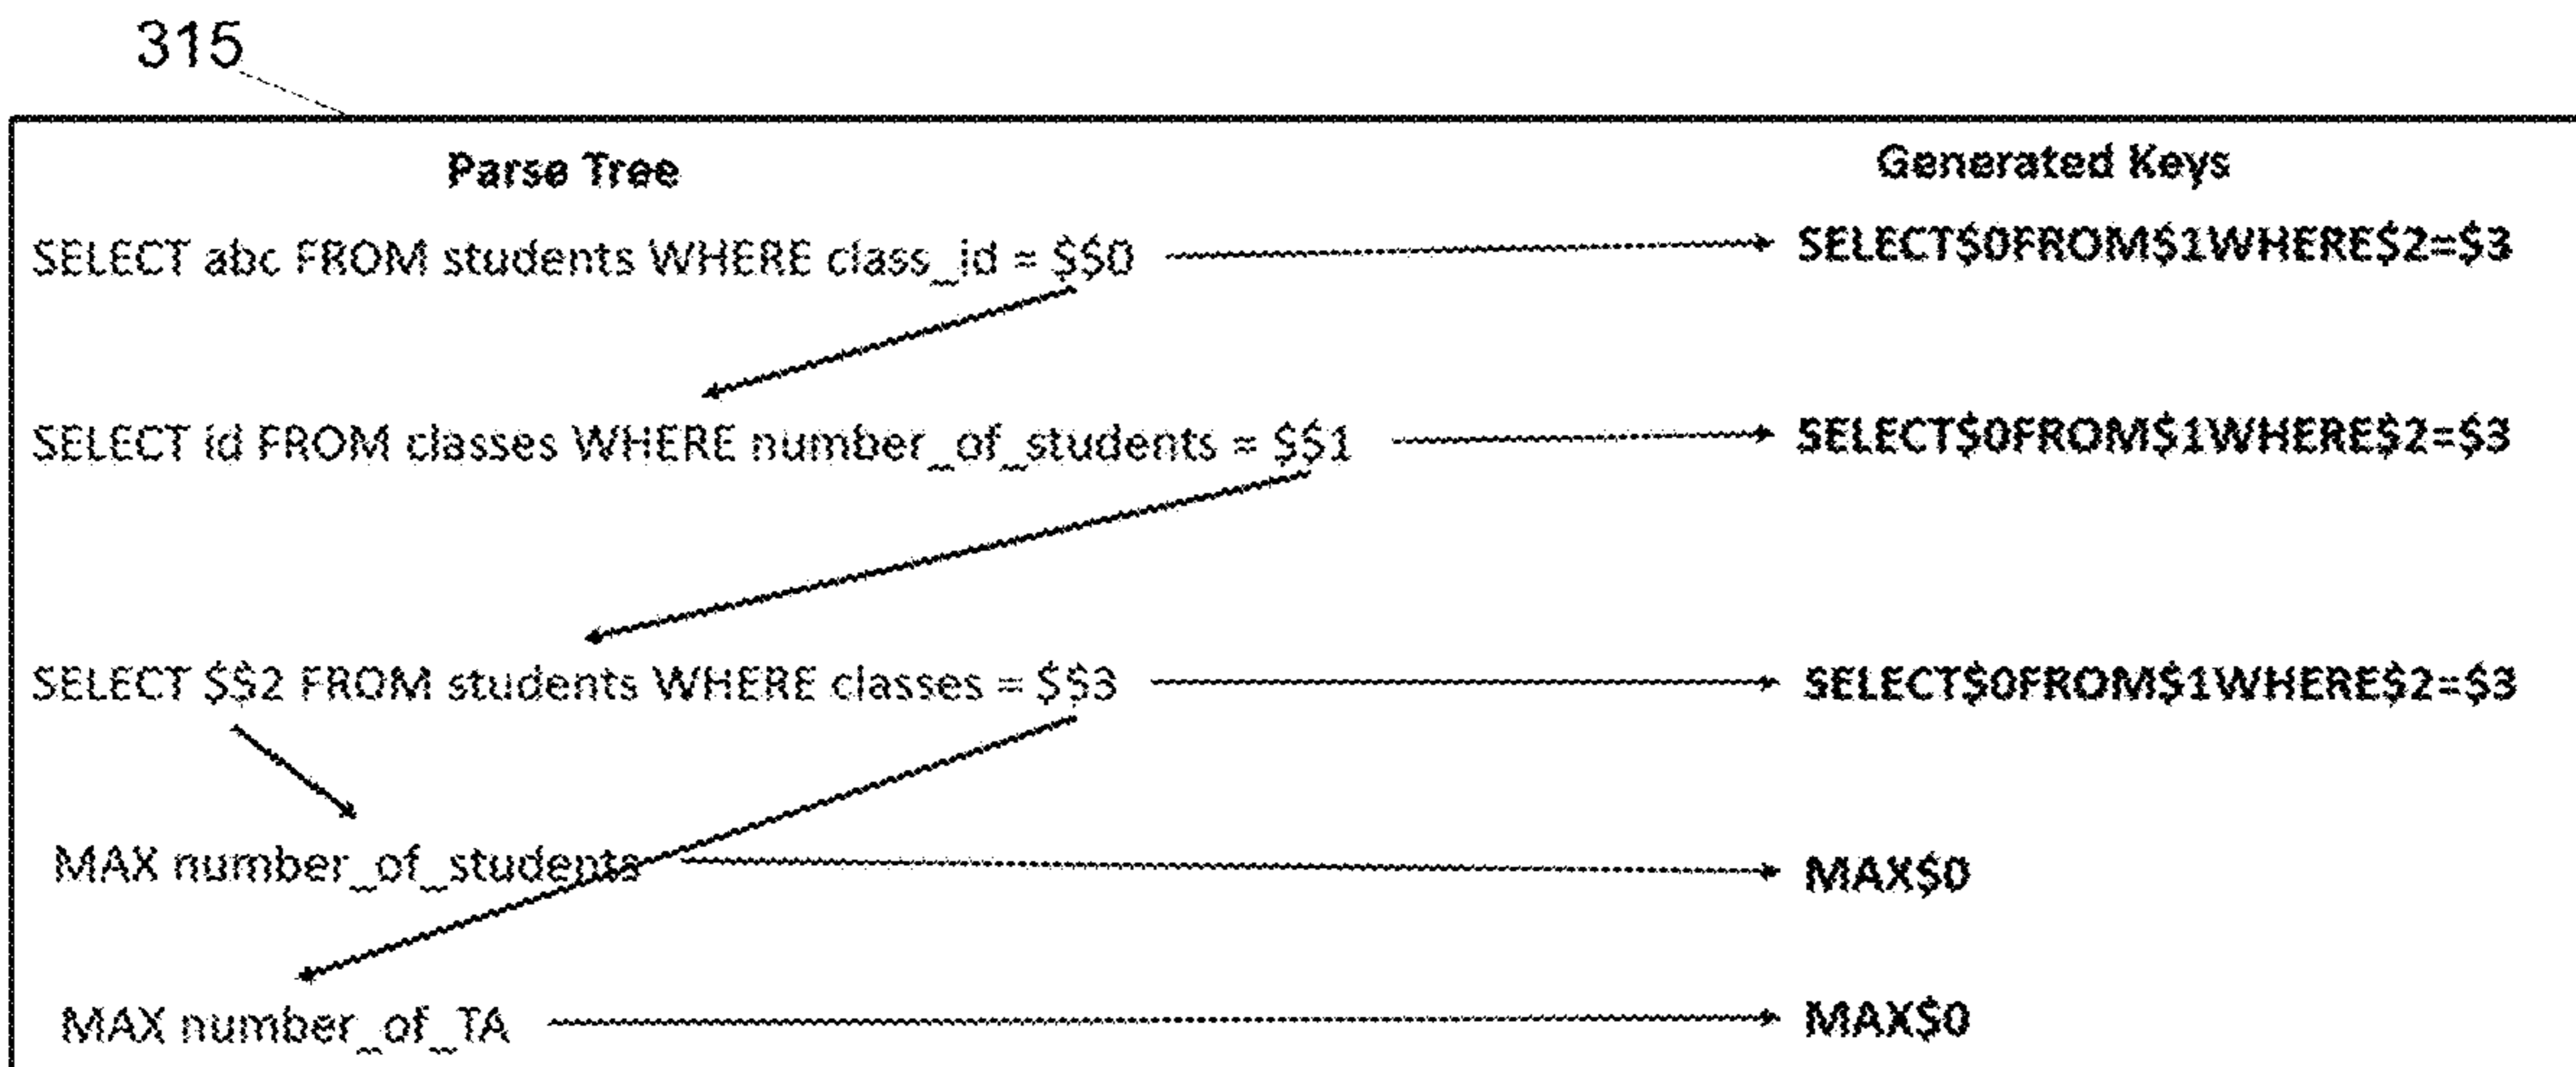 315
Parse Tree Generated Keys
SELECT abc FROM students WHERE class_id = $$0 SELECT$0FROM$1WHERE$2=$3
SELECT id FROM classes WHERE number_of_students = $$1 SELECT$0FROM$1WHERE$2=$3
SELECT $$2 FROM students WHERE classes = $$3 SELECT$0FROM$1WHERE$2=$3
MAX number_of_students MAX$0
MAX number_of_TA MAX$0